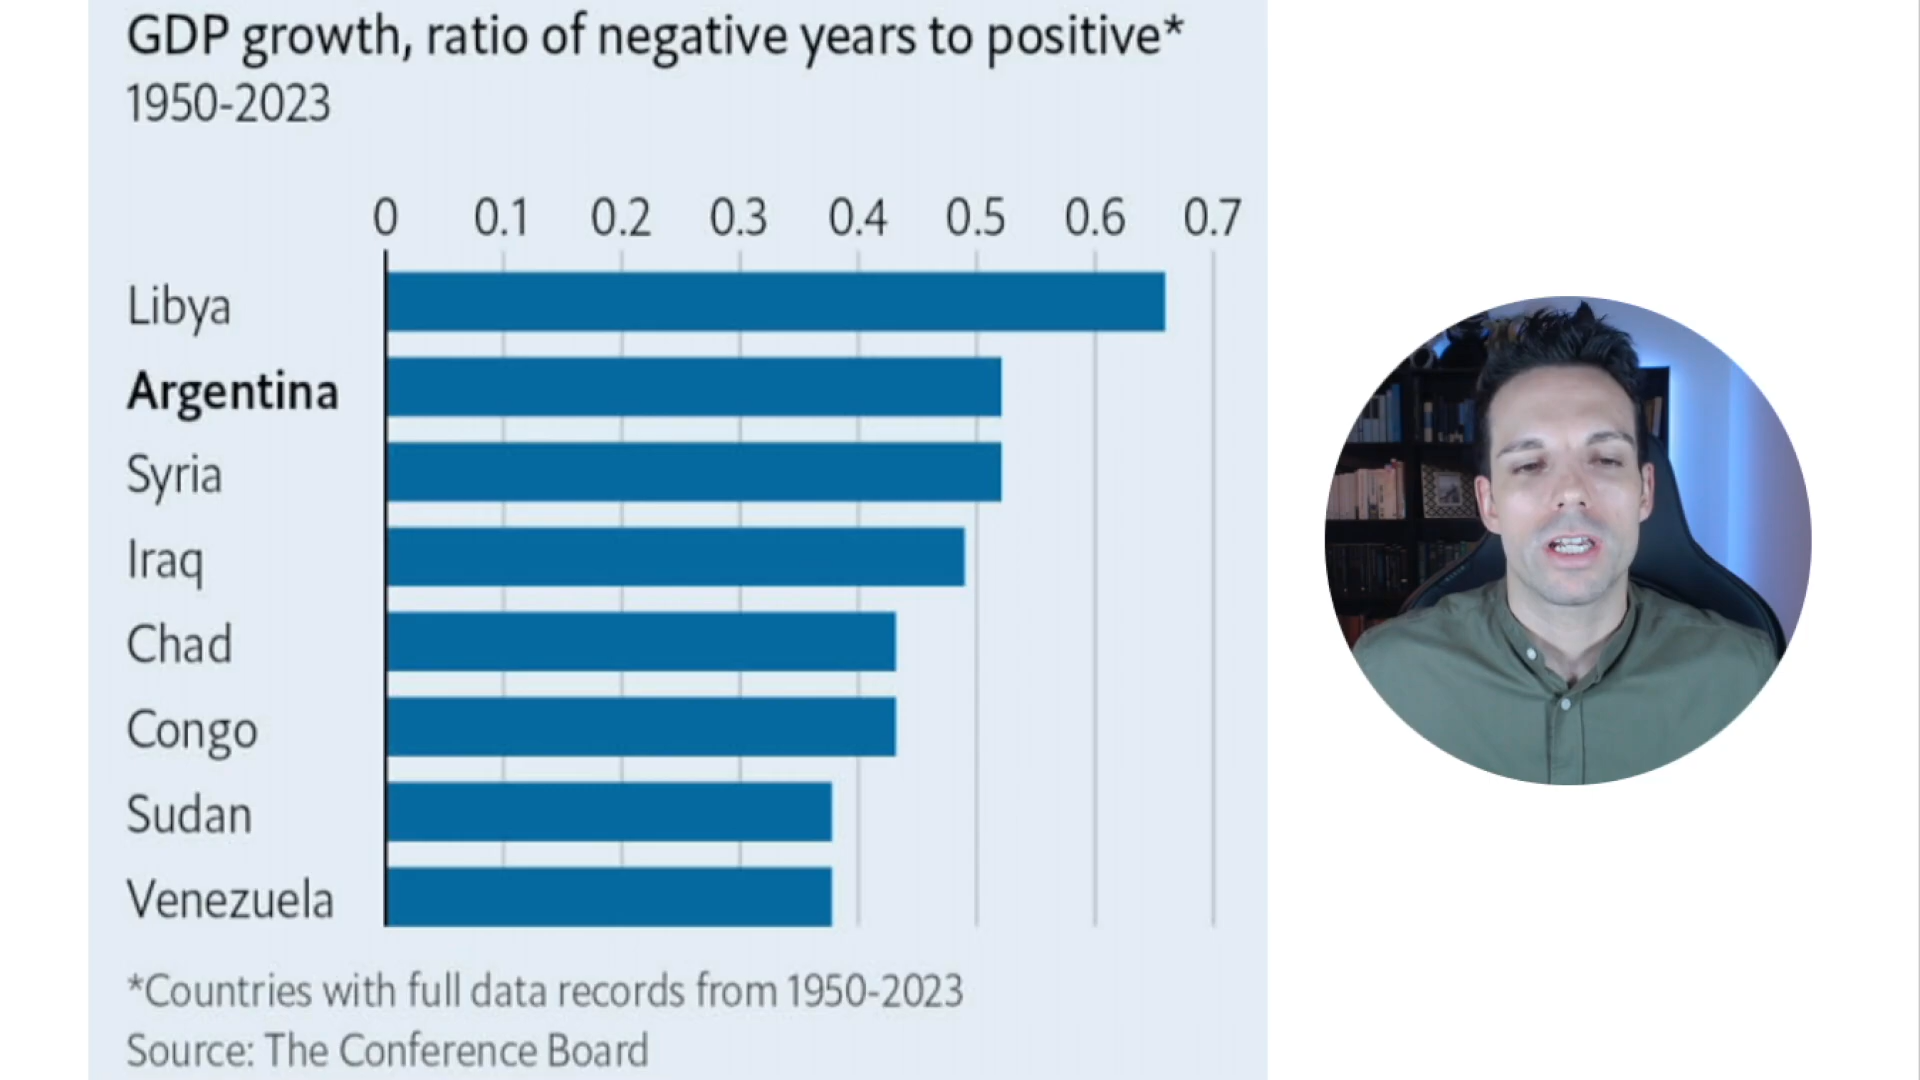 GDP growth, ratio of negative years to positive*
1950-2023
0 0.1 0.2 0.3 0.4 0.5 0.6 0.7
Libya
Argentina
Syria
Iraq
Chad
Congo
Sudan
Venezuela
*Countries with full data records from 1950-2023
Source: The Conference Board